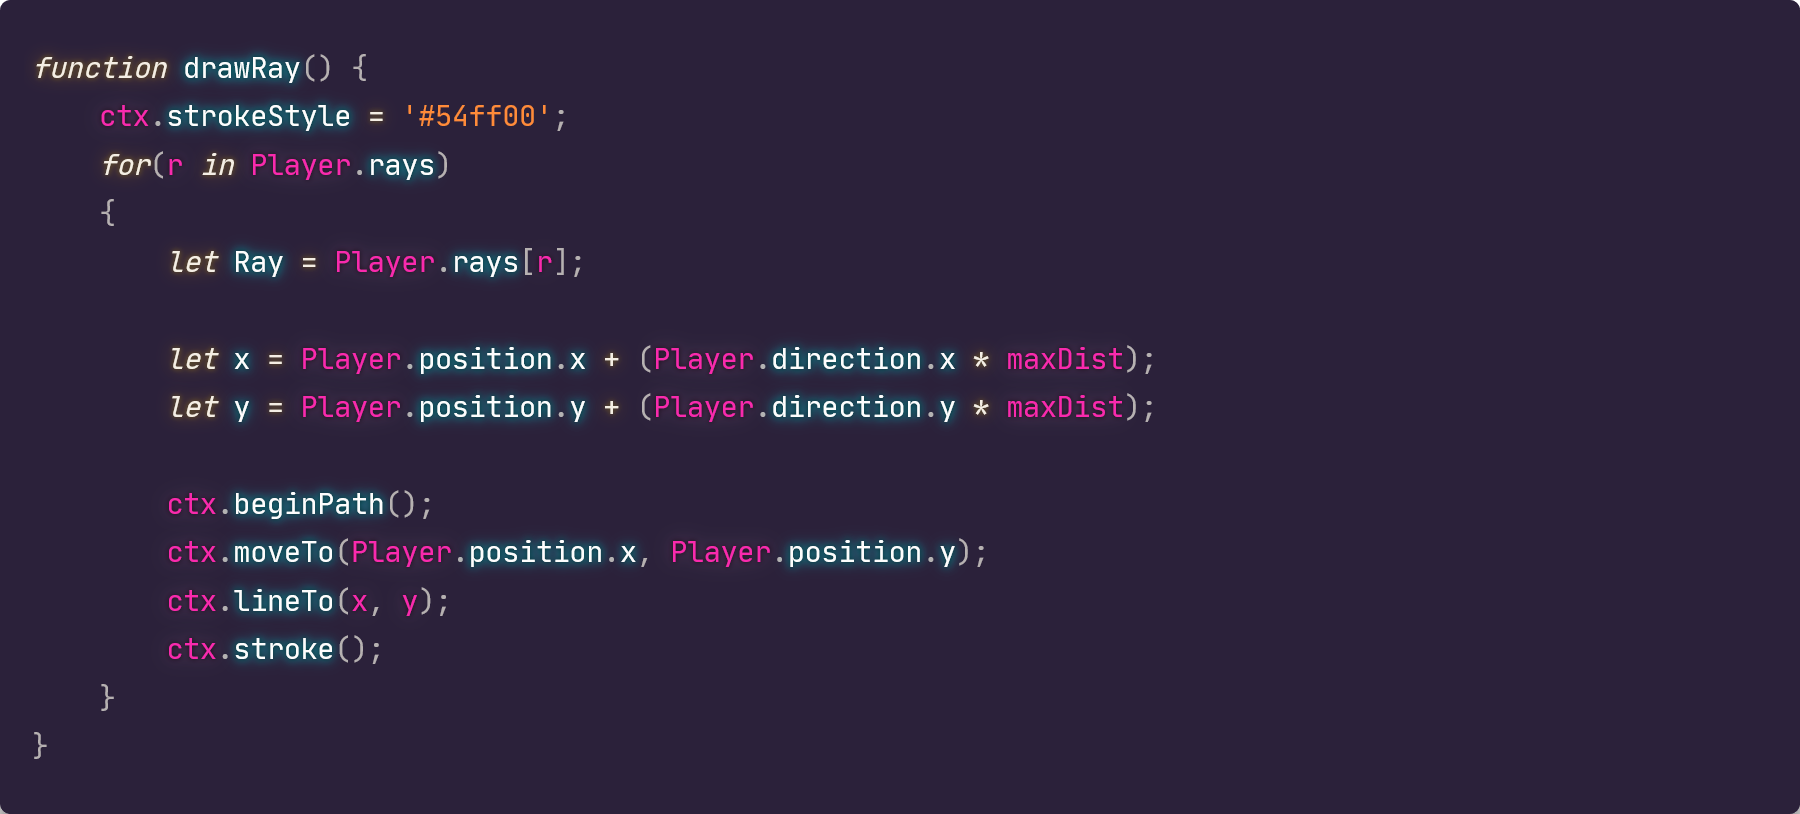 function drawRay() {
    ctx.strokeStyle = '#54ff00';
    for(r in Player.rays)
    {
        let Ray = Player.rays[r];

        let x = Player.position.x + (Player.direction.x * maxDist);
        let y = Player.position.y + (Player.direction.y * maxDist);

        ctx.beginPath();
        ctx.moveTo(Player.position.x, Player.position.y);
        ctx.lineTo(x, y);
        ctx.stroke();
    }
}